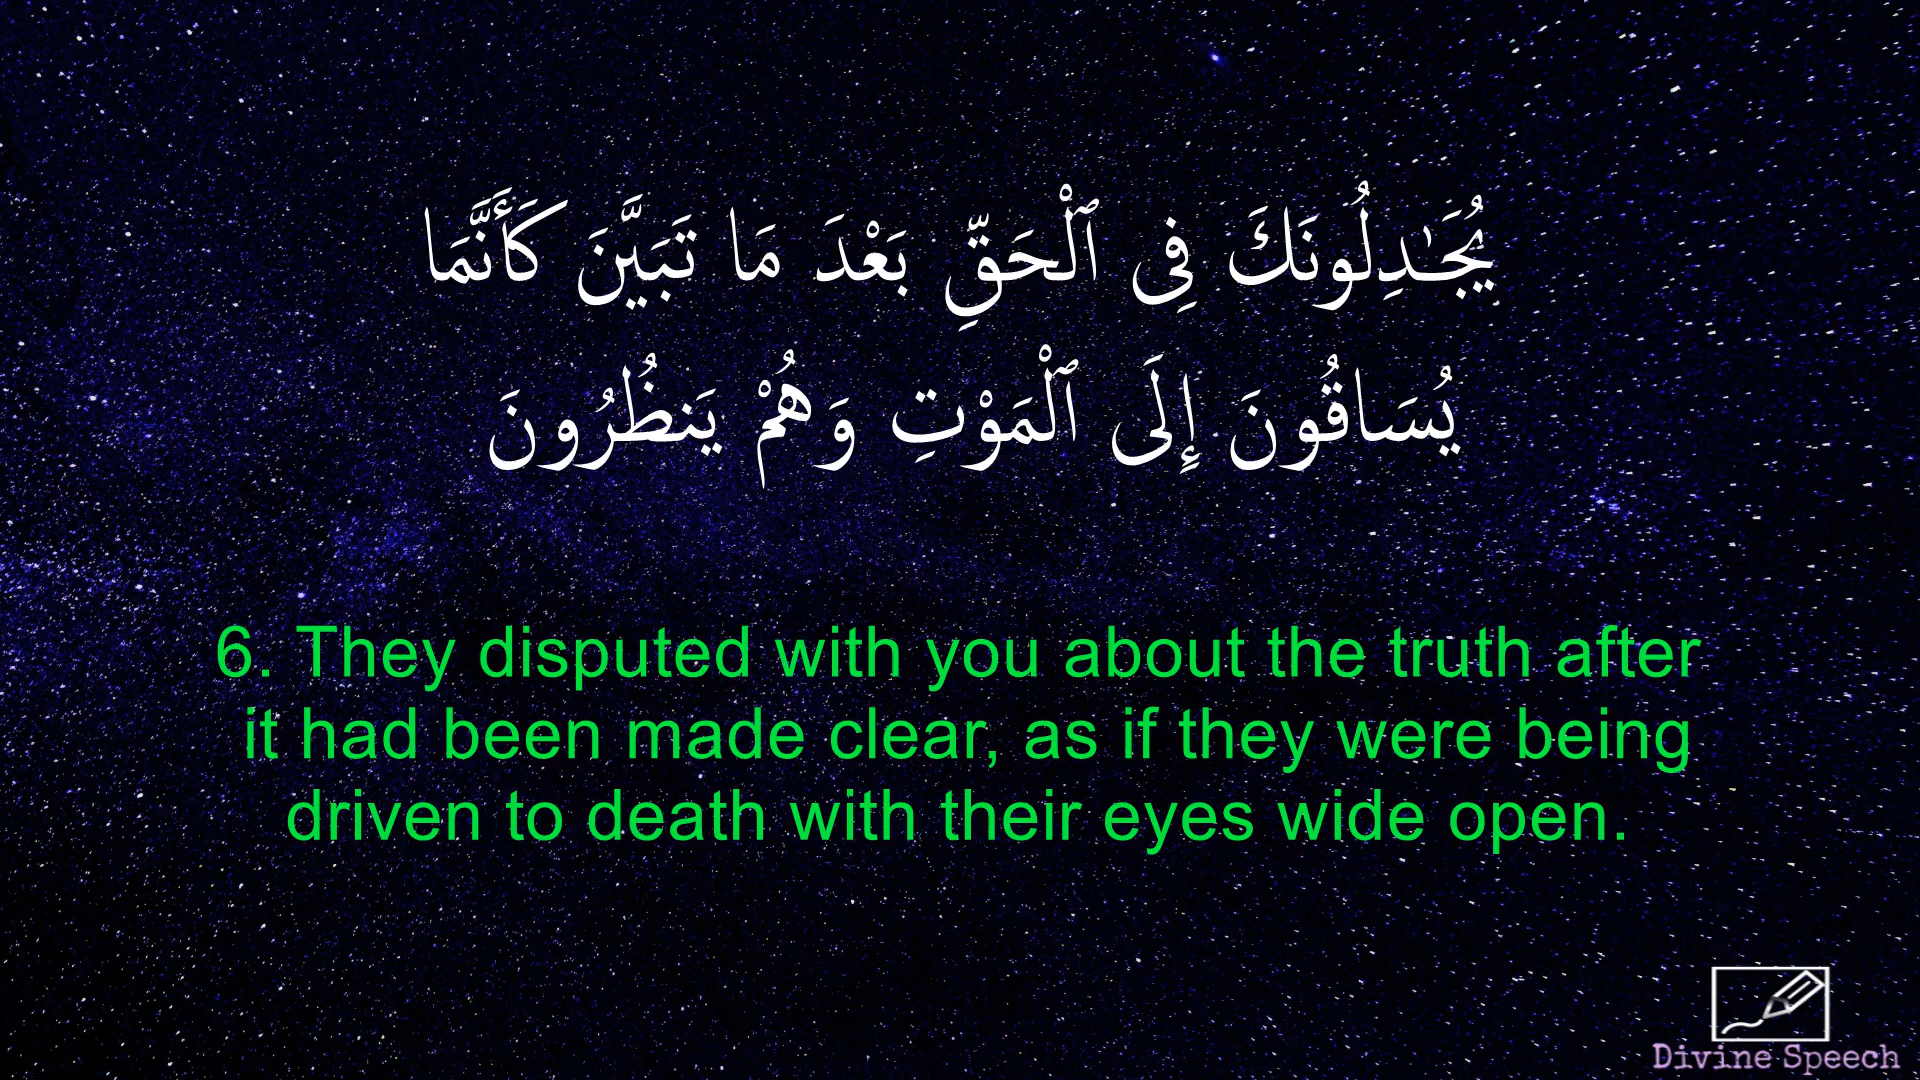 يُجَـٰدِلُونَكَ فِى ٱلْحَقِّ بَعْدَ مَا تَبَيَّنَ كَأَنَّمَا
يُسَاقُونَ إِلَى ٱلْمَوْتِ وَهُمْ يَنظُرُونَ
6. They disputed with you about the truth after
it had been made clear, as if they were being
driven to death with their eyes wide open.
Divine Speech